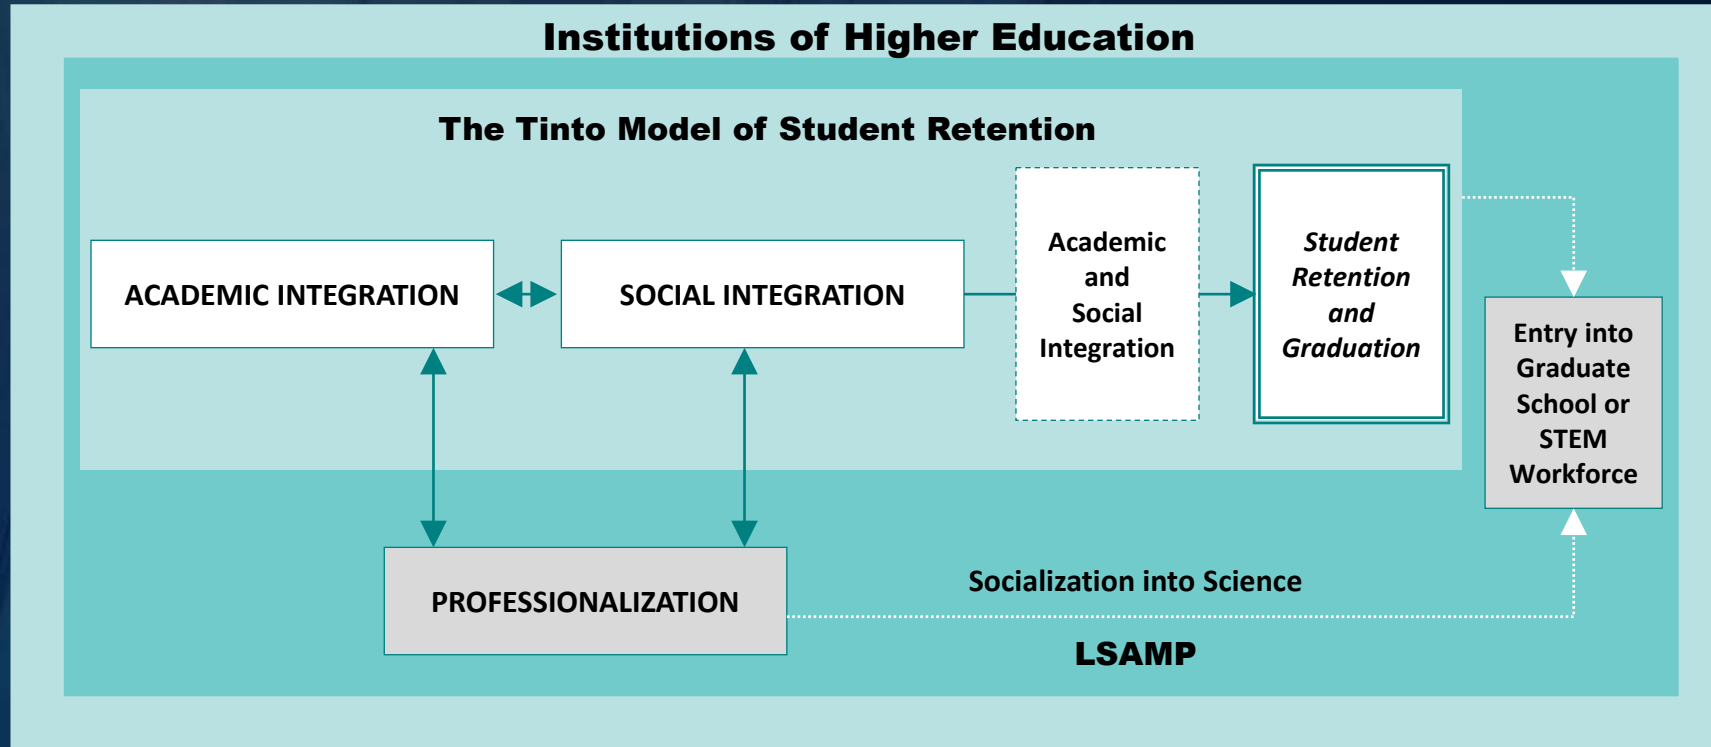 Institutions of Higher Education
The Tinto Model of Student Retention
ACADEMIC INTEGRATION
SOCIAL INTEGRATION
Academic
and
Social
Integration
Student
Retention
and
Graduation
Entry into
Graduate
School or
STEM
Workforce
PROFESSIONALIZATION
Socialization into Science
LSAMP